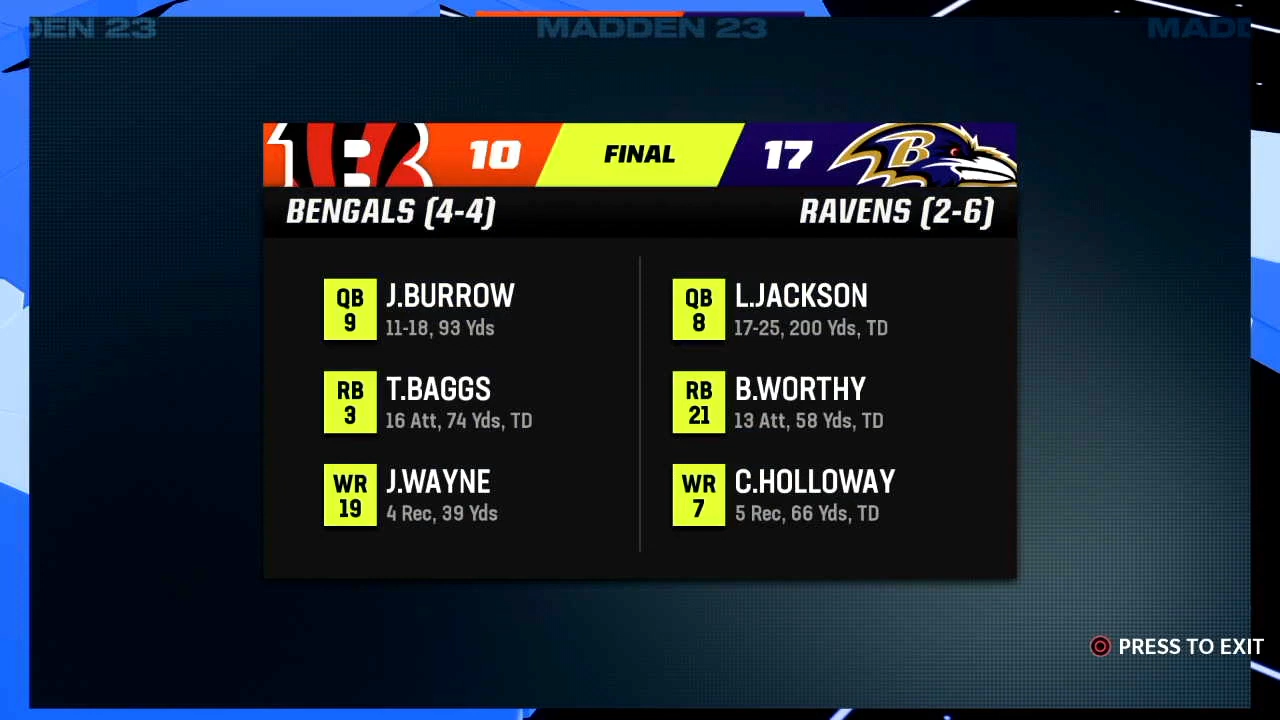 DEN 23 MADDEN 23 MADD
10 FINAL 17
BENGALS (4-4) RAVENS (2-6)
QB 9
J.BURROW
11-18, 93 Yds
RB 3
T.BAGGS
16 Att, 74 Yds, TD
WR 19
J.WAYNE
4 Rec, 39 Yds
QB 8
L.JACKSON
17-25, 200 Yds, TD
RB 21
B.WORTHY
13 Att, 58 Yds, TD
WR 7
C.HOLLOWAY
5 Rec, 66 Yds, TD
PRESS TO EXIT